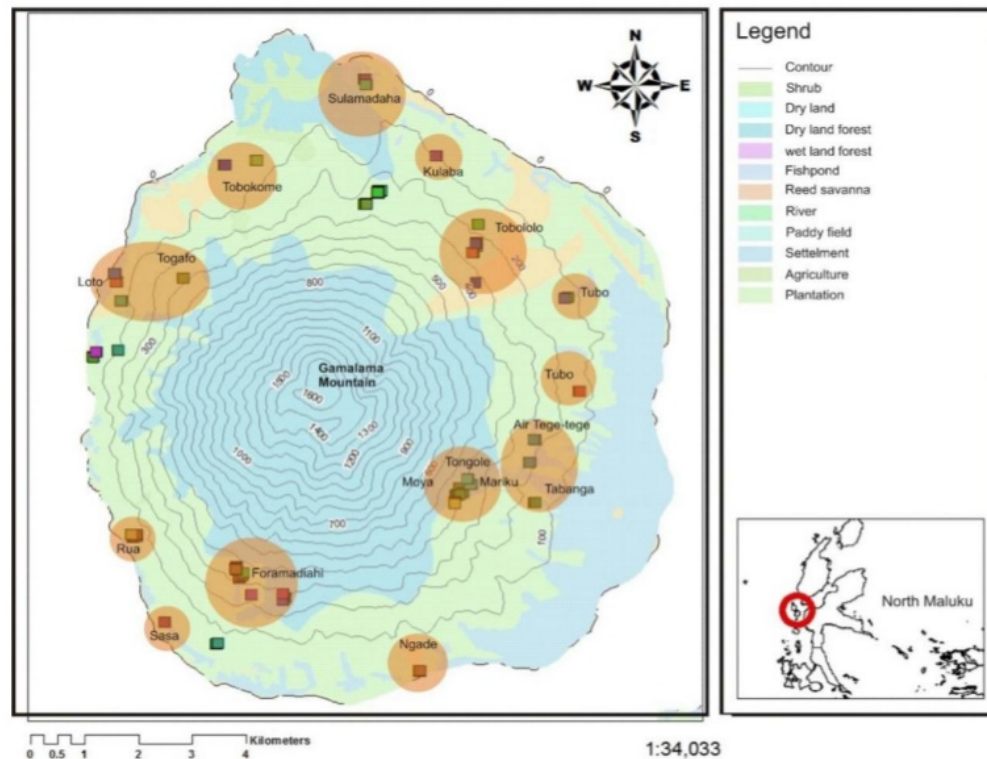 N
W
E
S
Sulamadaha
0
Kulaba
0
Tobokome
0
Tobololo
200
Togafo
Loto
500
800
Tubo
300
1100
Gamalama
Mountain
Tubo
1500
1600
1400
1300
1200
900
1000
Air Tege-tege
Tongole
Moya
Mariku
Tabanga
700
100
Rua
Foramadiahi
Sasa
Ngade
Legend
Contour
Shrub
Dry land
Dry land forest
wet land forest
Fishpond
Reed savanna
River
Paddy field
Settelment
Agriculture
Plantation
North Maluku
Kilometers
0 0.5 1 2 3 4
1:34,033